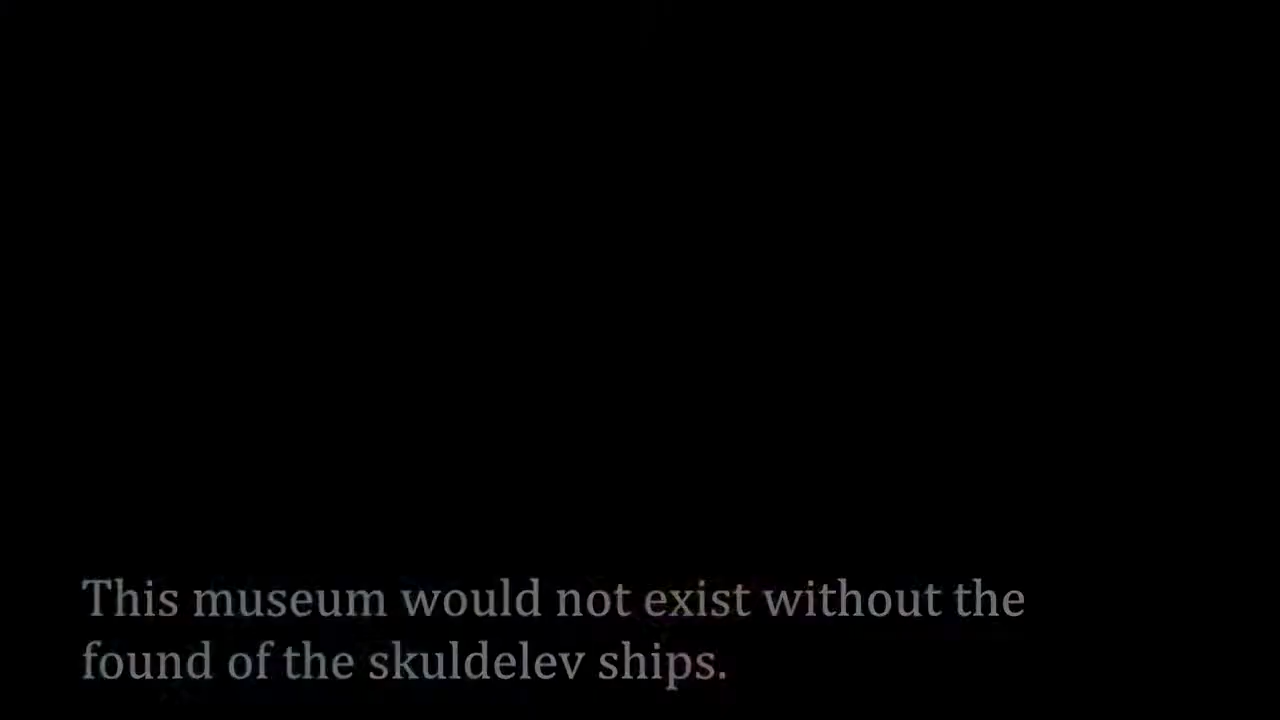 This museum would not exist without the
found of the skuldelev ships.